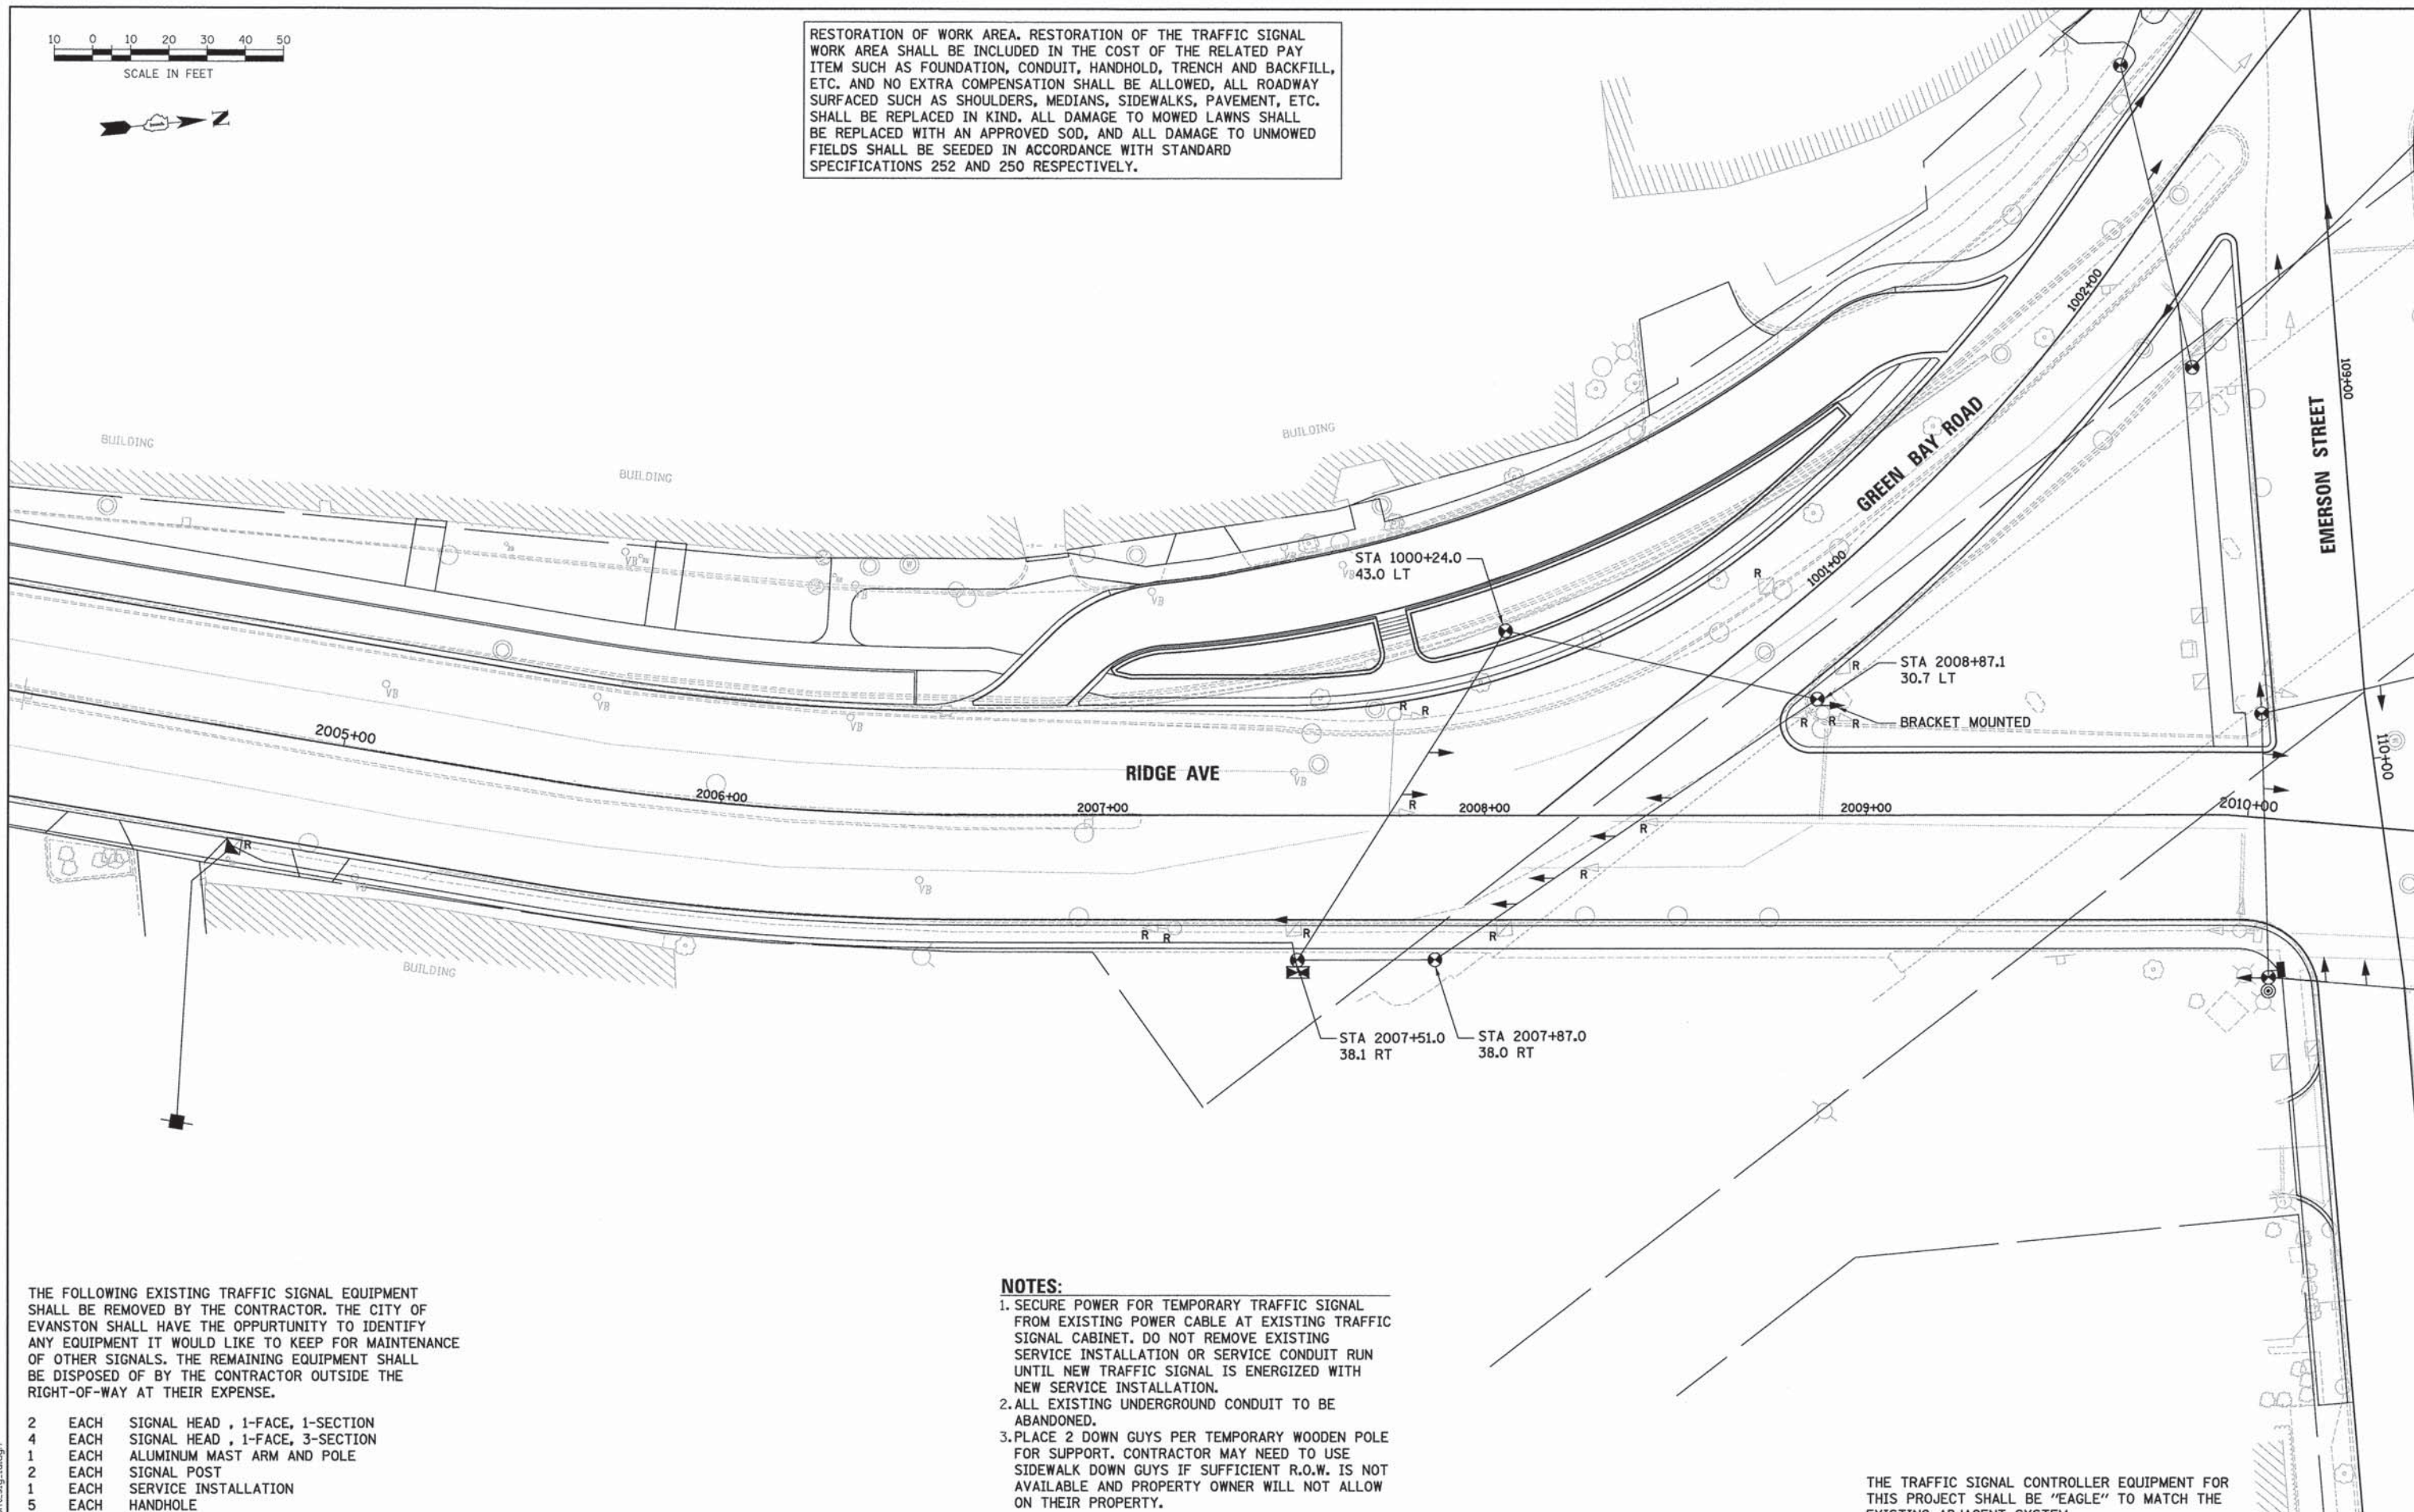 10 0 10 20 30 40 50
SCALE IN FEET
N
RESTORATION OF WORK AREA. RESTORATION OF THE TRAFFIC SIGNAL
WORK AREA SHALL BE INCLUDED IN THE COST OF THE RELATED PAY
ITEM SUCH AS FOUNDATION, CONDUIT, HANDHOLD, TRENCH AND BACKFILL,
ETC. AND NO EXTRA COMPENSATION SHALL BE ALLOWED, ALL ROADWAY
SURFACED SUCH AS SHOULDERS, MEDIANS, SIDEWALKS, PAVEMENT, ETC.
SHALL BE REPLACED IN KIND. ALL DAMAGE TO MOWED LAWNS SHALL
BE REPLACED WITH AN APPROVED SOD, AND ALL DAMAGE TO UNMOWED
FIELDS SHALL BE SEEDED IN ACCORDANCE WITH STANDARD
SPECIFICATIONS 252 AND 250 RESPECTIVELY.
1002+00
109+00
GREEN BAY ROAD
EMERSON STREET
BUILDING
BUILDING
BUILDING
VB
VB
VB
VB
VB
STA 1000+24.0
43.0 LT
1001+00
R
R
STA 2008+87.1
30.7 LT
R
R
R
BRACKET MOUNTED
R
R
VB
VB
VB
110+00
2005+00
RIDGE AVE
VB
2006+00
2007+00
R
2008+00
2009+00
2010+00
R
R
VB
VB
R
R
R
R
R
BUILDING
STA 2007+51.0
38.1 RT
STA 2007+87.0
38.0 RT
THE FOLLOWING EXISTING TRAFFIC SIGNAL EQUIPMENT
SHALL BE REMOVED BY THE CONTRACTOR. THE CITY OF
EVANSTON SHALL HAVE THE OPPURTUNITY TO IDENTIFY
ANY EQUIPMENT IT WOULD LIKE TO KEEP FOR MAINTENANCE
OF OTHER SIGNALS. THE REMAINING EQUIPMENT SHALL
BE DISPOSED OF BY THE CONTRACTOR OUTSIDE THE
RIGHT-OF-WAY AT THEIR EXPENSE.
2 EACH SIGNAL HEAD , 1-FACE, 1-SECTION
4 EACH SIGNAL HEAD , 1-FACE, 3-SECTION
1 EACH ALUMINUM MAST ARM AND POLE
2 EACH SIGNAL POST
1 EACH SERVICE INSTALLATION
5 EACH HANDHOLE
NOTES:
1. SECURE POWER FOR TEMPORARY TRAFFIC SIGNAL
FROM EXISTING POWER CABLE AT EXISTING TRAFFIC
SIGNAL CABINET. DO NOT REMOVE EXISTING
SERVICE INSTALLATION OR SERVICE CONDUIT RUN
UNTIL NEW TRAFFIC SIGNAL IS ENERGIZED WITH
NEW SERVICE INSTALLATION.
2. ALL EXISTING UNDERGROUND CONDUIT TO BE
ABANDONED.
3. PLACE 2 DOWN GUYS PER TEMPORARY WOODEN POLE
FOR SUPPORT. CONTRACTOR MAY NEED TO USE
SIDEWALK DOWN GUYS IF SUFFICIENT R.O.W. IS NOT
AVAILABLE AND PROPERTY OWNER WILL NOT ALLOW
ON THEIR PROPERTY.
THE TRAFFIC SIGNAL CONTROLLER EQUIPMENT FOR
THIS PROJECT SHALL BE "EAGLE" TO MATCH THE